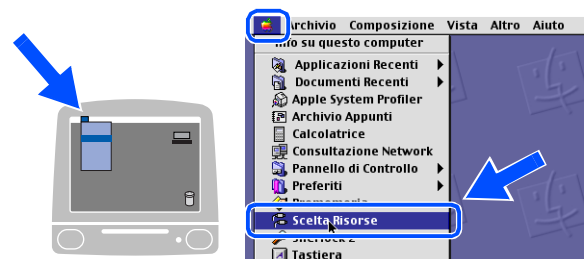 Archivio Composizione Vista Altro Aiuto
Info su questo computer
Applicazioni Recenti
Documenti Recenti
Apple System Profiler
Archivio Appunti
Calcolatrice
Consultazione Network
Pannello di Controllo
Preferiti
Promemoria
Scelta Risorse
Sherlock 2
Tastiera